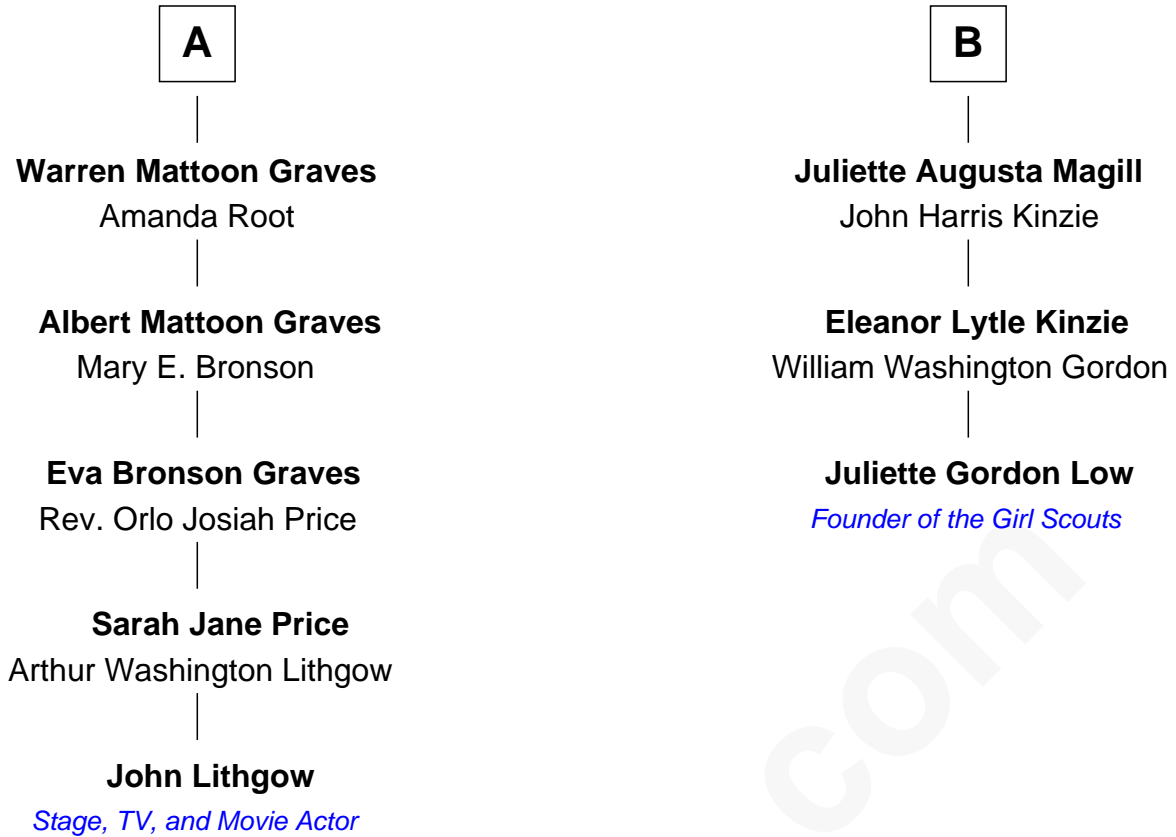 A
Warren Mattoon Graves
Amanda Root
Albert Mattoon Graves
Mary E. Bronson
Eva Bronson Graves
Rev. Orlo Josiah Price
Sarah Jane Price
Arthur Washington Lithgow
John Lithgow
Stage, TV, and Movie Actor
B
Juliette Augusta Magill
John Harris Kinzie
Eleanor Lytle Kinzie
William Washington Gordon
Juliette Gordon Low
Founder of the Girl Scouts
com